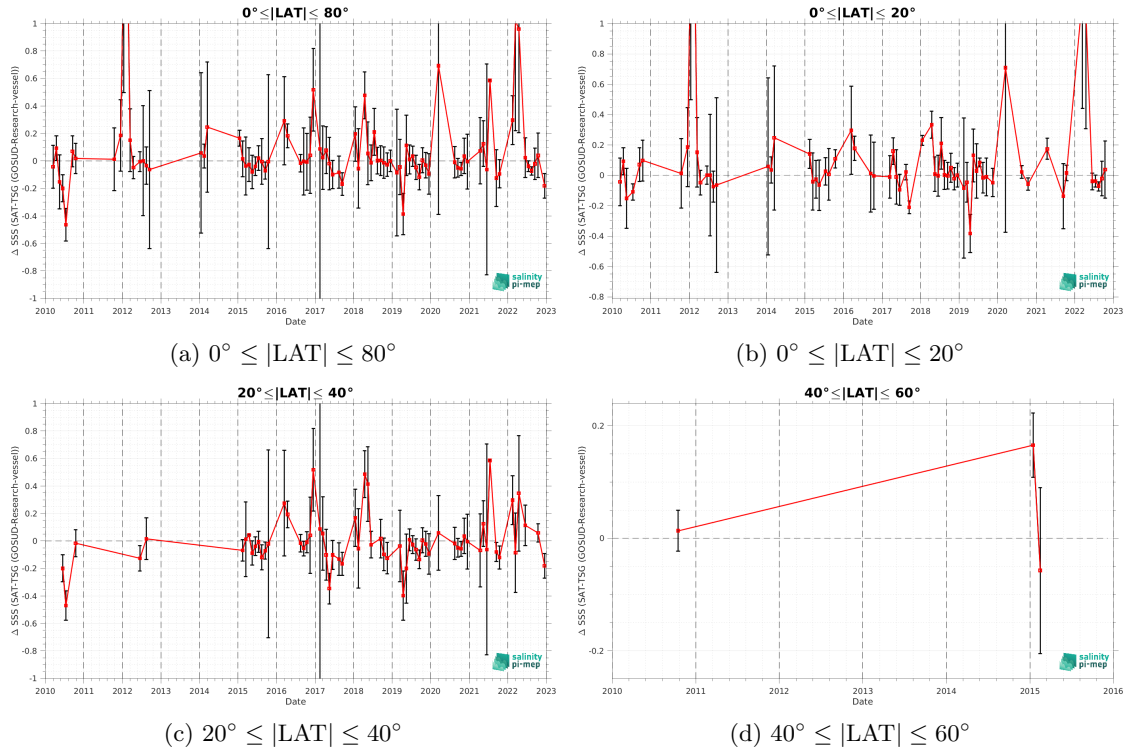 0°≤|LAT|≤ 80°
Δ SSS (SAT-TSG (GOSUD-Research-vessel))
1
0.8
0.6
0.4
0.2
0
-0.2
-0.4
-0.6
-0.8
-1
2010 2011 2012 2013 2014 2015 2016 2017 2018 2019 2020 2021 2022 2023
Date
salinity
pi-mep
(a) 0° ≤ |LAT| ≤ 80°
0°≤|LAT|≤ 20°
Δ SSS (SAT-TSG (GOSUD-Research-vessel))
1
0.8
0.6
0.4
0.2
0
-0.2
-0.4
-0.6
-0.8
2010 2011 2012 2013 2014 2015 2016 2017 2018 2019 2020 2021 2022 2023
Date
salinity
pi-mep
(b) 0° ≤ |LAT| ≤ 20°
20°≤|LAT|≤ 40°
Δ SSS (SAT-TSG (GOSUD-Research-vessel))
1
0.8
0.6
0.4
0.2
0
-0.2
-0.4
-0.6
-0.8
-1
2010 2011 2012 2013 2014 2015 2016 2017 2018 2019 2020 2021 2022 2023
Date
salinity
pi-mep
(c) 20° ≤ |LAT| ≤ 40°
40°≤|LAT|≤ 60°
Δ SSS (SAT-TSG (GOSUD-Research-vessel))
0.2
0
-0.2
2010 2011 2012 2013 2014 2015 2016
Date
salinity
pi-mep
(d) 40° ≤ |LAT| ≤ 60°